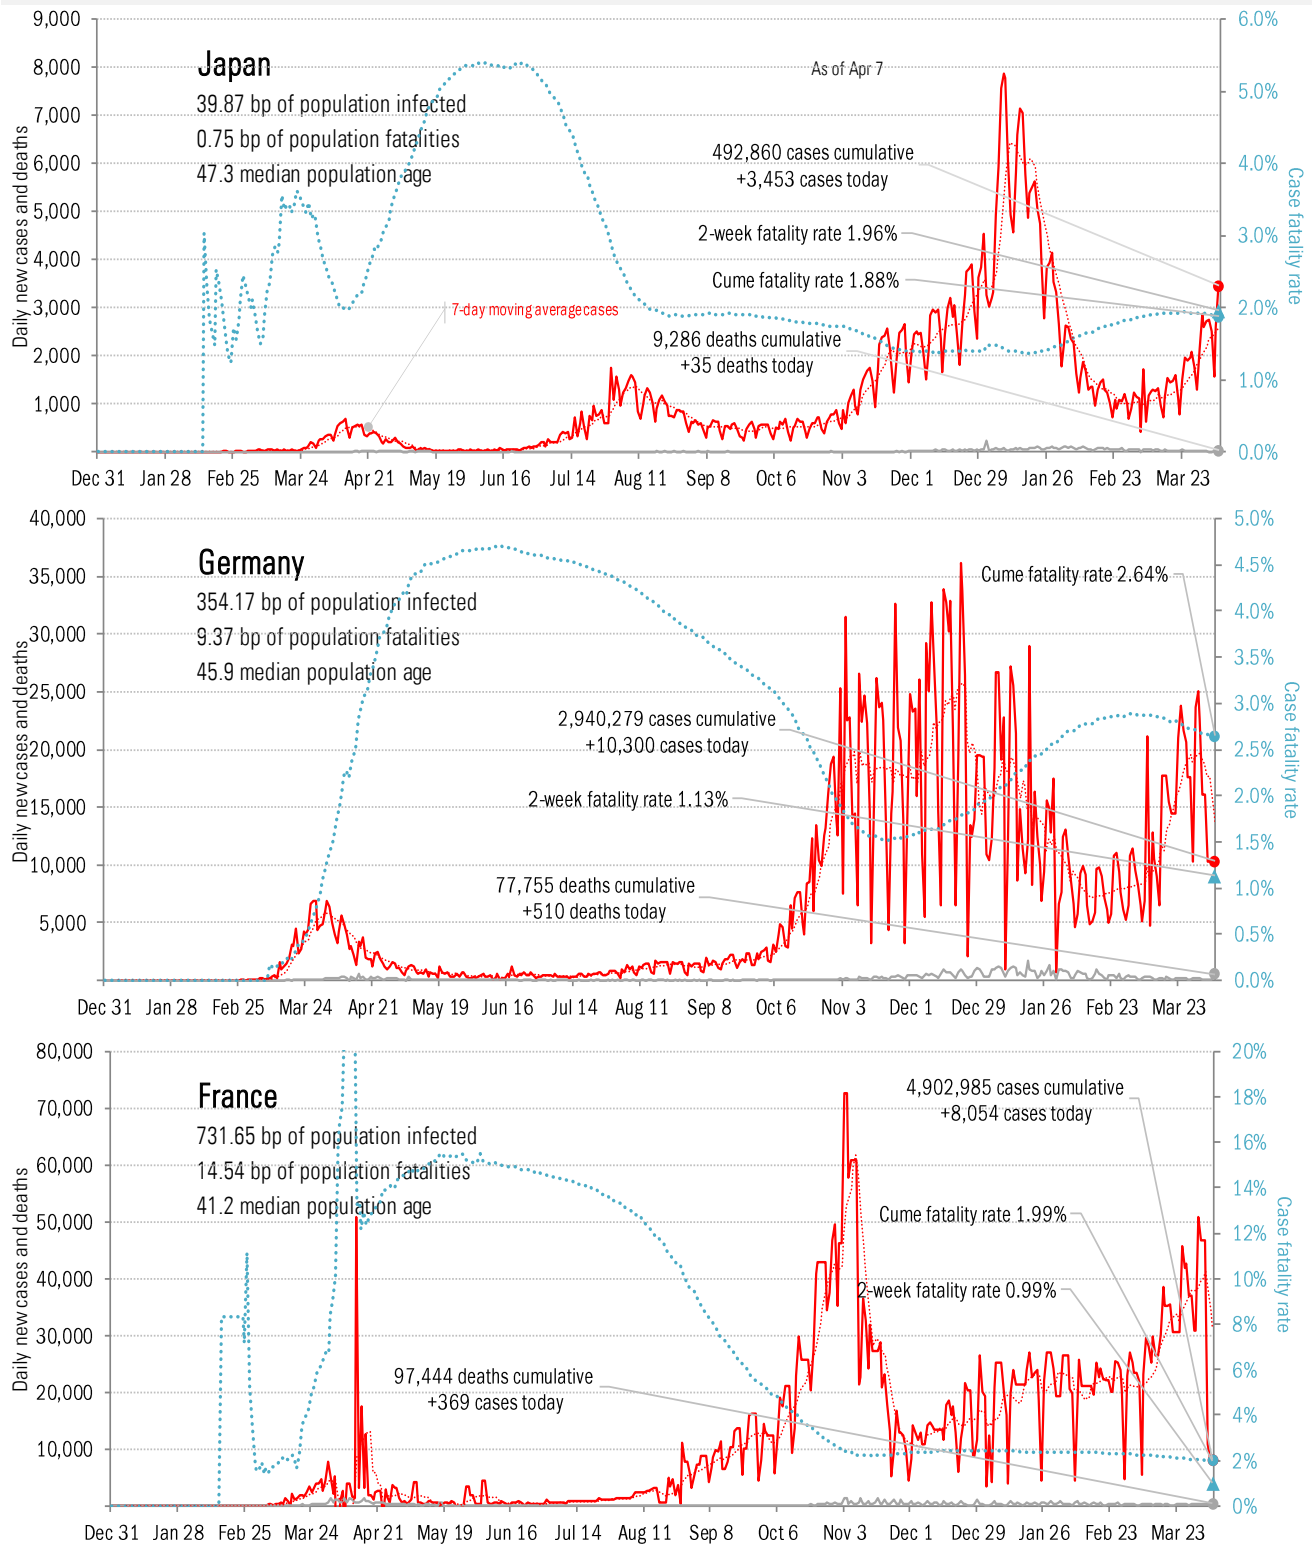 9,000
8,000
7,000
6,000
5,000
4,000
3,000
2,000
1,000
Daily new cases and deaths
Japan
39.87 bp of population infected
0.75 bp of population fatalities
47.3 median population age
As of Apr 7
492,860 cases cumulative
+3,453 cases today
2-week fatality rate 1.96%
Cume fatality rate 1.88%
7-day moving average cases
9,286 deaths cumulative
+35 deaths today
6.0%
5.0%
4.0%
3.0%
2.0%
1.0%
0.0%
Case fatality rate
Dec 31 Jan 28 Feb 25 Mar 24 Apr 21 May 19 Jun 16 Jul 14 Aug 11 Sep 8 Oct 6 Nov 3 Dec 1 Dec 29 Jan 26 Feb 23 Mar 23
40,000
35,000
30,000
25,000
20,000
15,000
10,000
5,000
Daily new cases and deaths
Germany
354.17 bp of population infected
9.37 bp of population fatalities
45.9 median population age
Cume fatality rate 2.64%
2,940,279 cases cumulative
+10,300 cases today
2-week fatality rate 1.13%
77,755 deaths cumulative
+510 deaths today
5.0%
4.5%
4.0%
3.5%
3.0%
2.5%
2.0%
1.5%
1.0%
0.5%
0.0%
Case fatality rate
Dec 31 Jan 28 Feb 25 Mar 24 Apr 21 May 19 Jun 16 Jul 14 Aug 11 Sep 8 Oct 6 Nov 3 Dec 1 Dec 29 Jan 26 Feb 23 Mar 23
80,000
70,000
60,000
50,000
40,000
30,000
20,000
10,000
Daily new cases and deaths
France
731.65 bp of population infected
14.54 bp of population fatalities
41.2 median population age
4,902,985 cases cumulative
+8,054 cases today
Cume fatality rate 1.99%
2-week fatality rate 0.99%
97,444 deaths cumulative
+369 cases today
20%
18%
16%
14%
12%
10%
8%
6%
4%
2%
0%
Case fatality rate
Dec 31 Jan 28 Feb 25 Mar 24 Apr 21 May 19 Jun 16 Jul 14 Aug 11 Sep 8 Oct 6 Nov 3 Dec 1 Dec 29 Jan 26 Feb 23 Mar 23